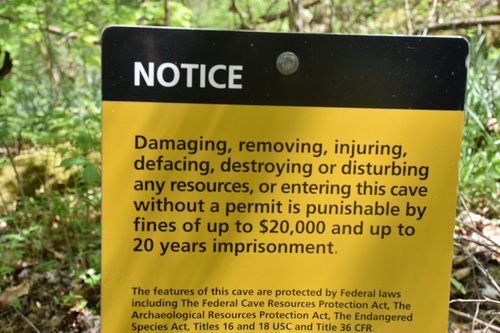 NOTICE
Damaging, removing, injuring,
defacing, destroying or disturbing
any resources, or entering this cave
without a permit is punishable by
fines of up to $20,000 and up to
20 years imprisonment.
The features of this cave are protected by Federal laws
including The Federal Cave Resources Protection Act, The
Archaeological Resources Protection Act, The Endangered
Species Act, Titles 16 and 18 USC and Title 36 CFR